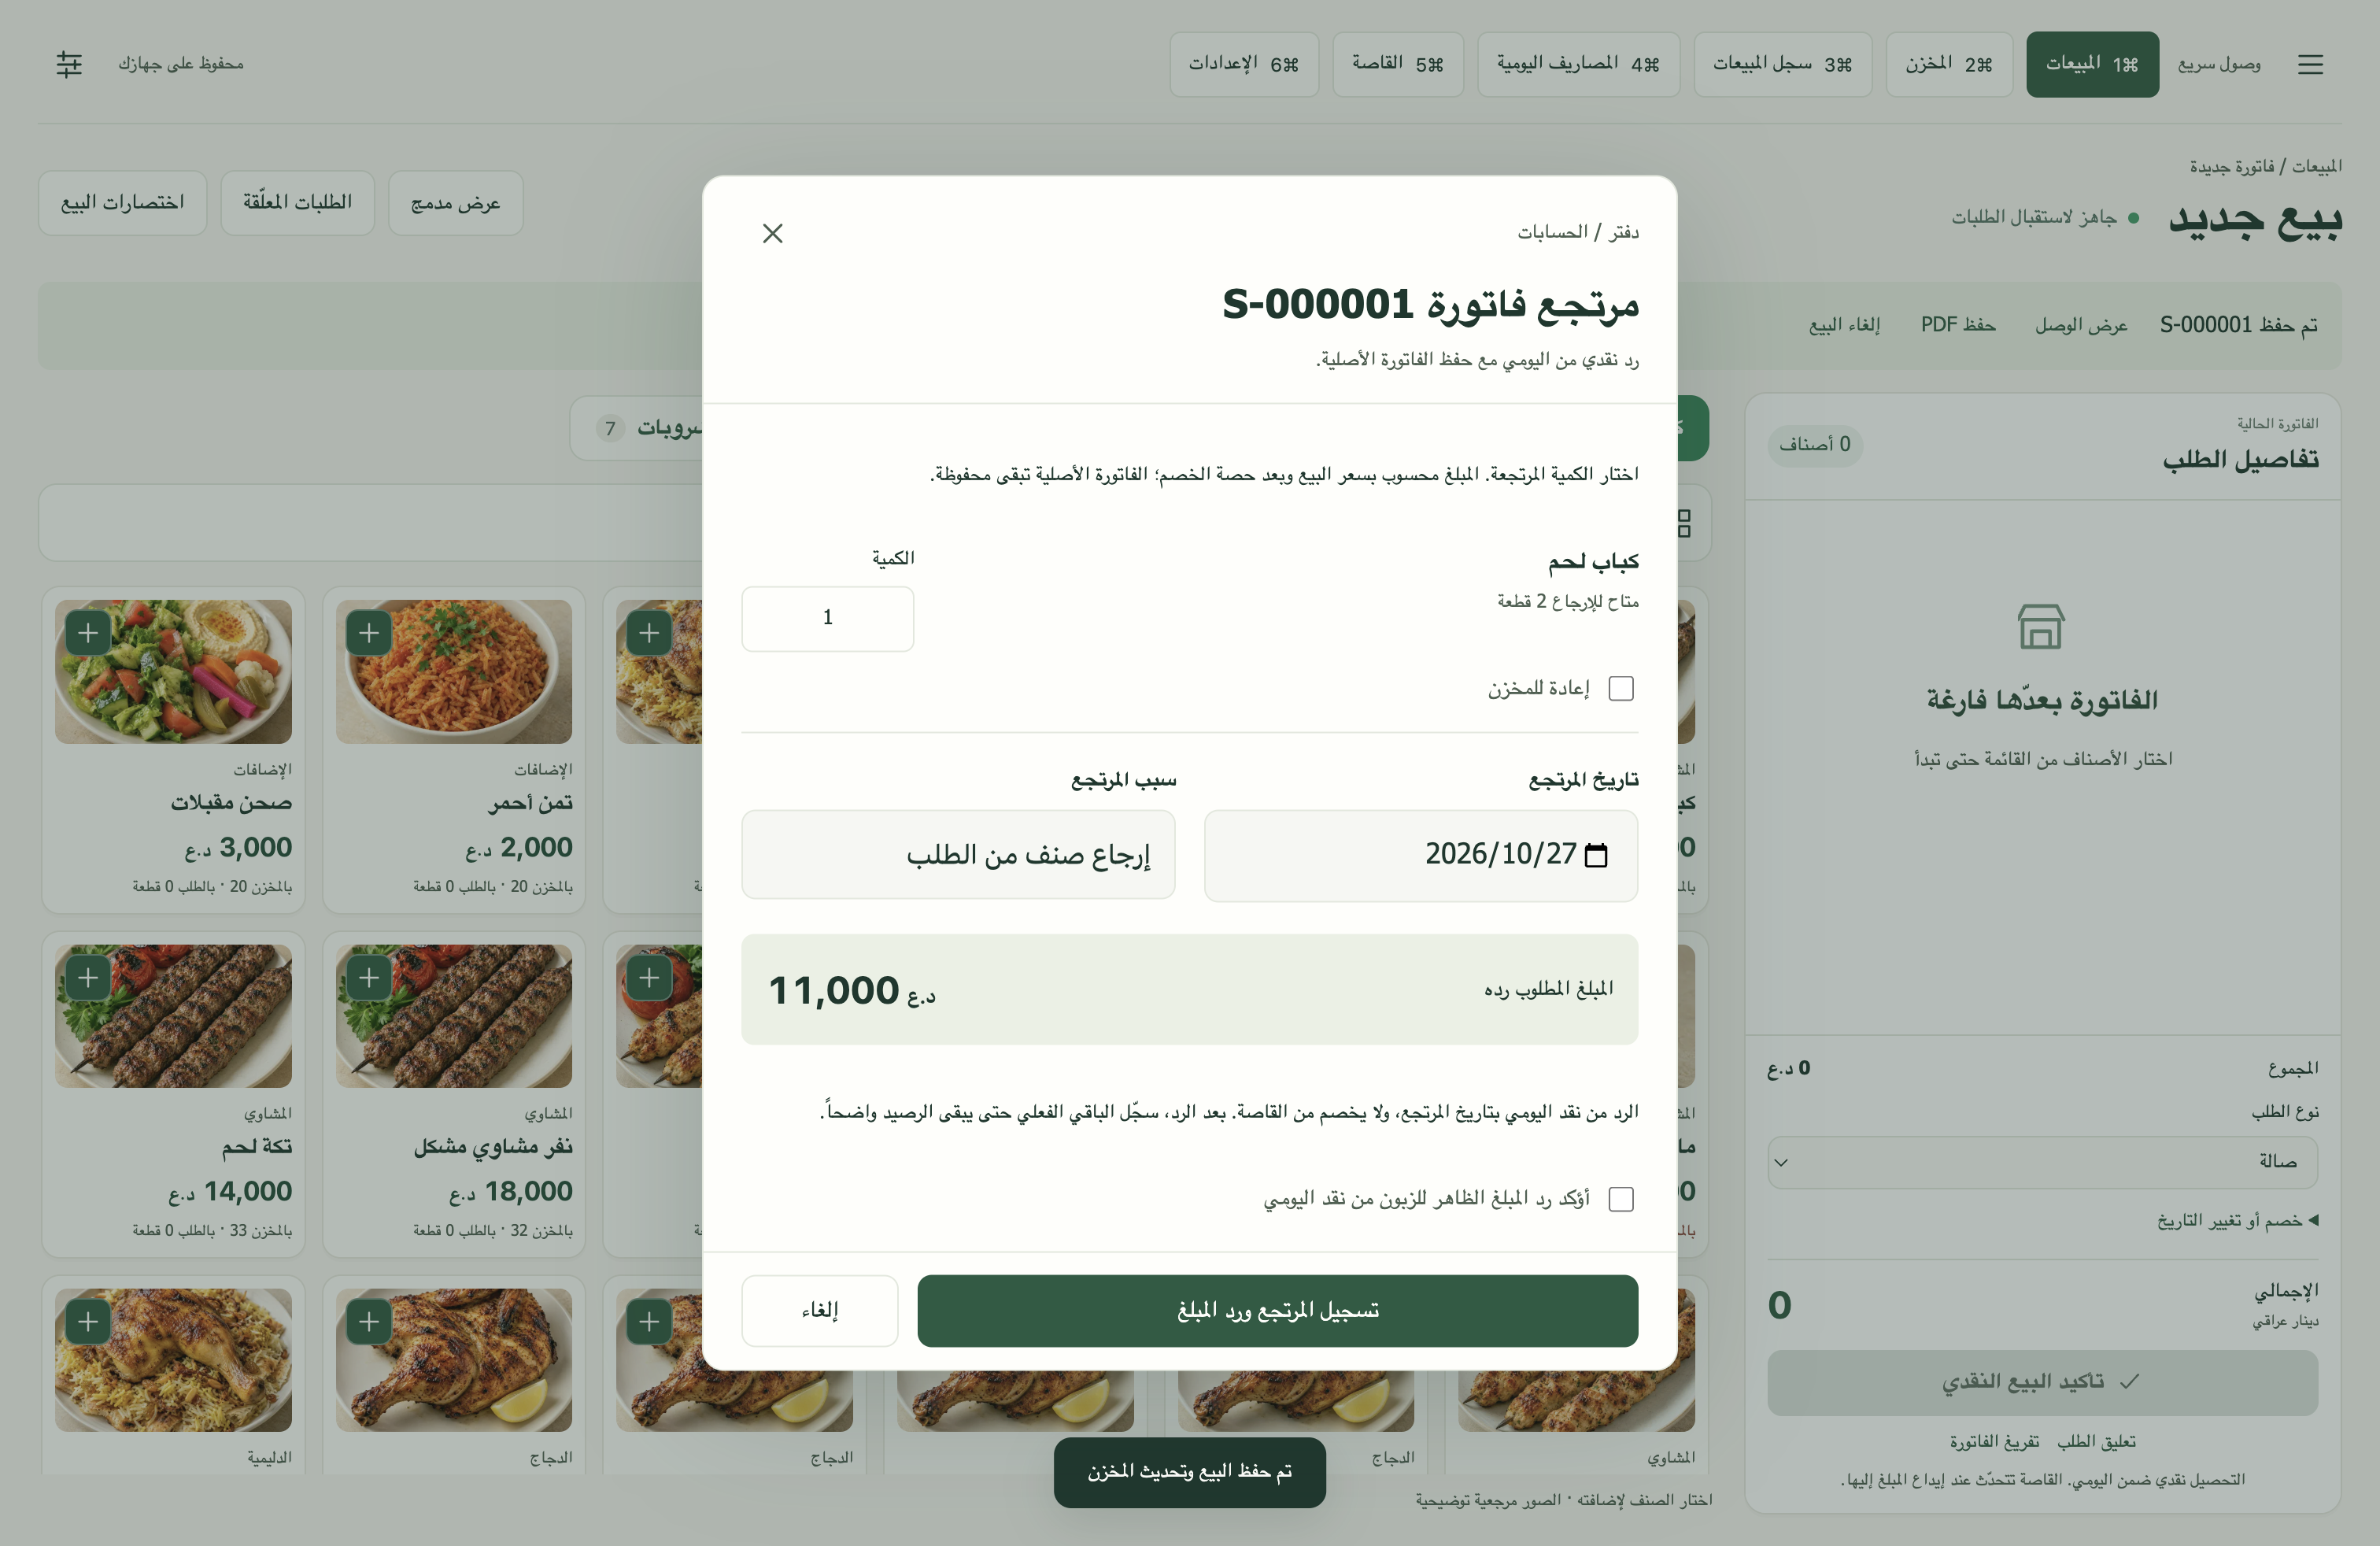 وصول سريع
⌘1 المبيعات
⌘2 المخزن
⌘3 سجل المبيعات
⌘4 المصاريف اليومية
⌘5 القاصة
⌘6 الإعدادات
محفوظ على جهازك
المبيعات / فاتورة جديدة
بيع جديد
جاهز لاستقبال الطلبات
عرض مدمج
الطلبات المعلّقة
اختصارات البيع
تم حفظ S-000001
عرض الوصل
حفظ PDF
إلغاء البيع
الفاتورة الحالية
تفاصيل الطلب
0 أصناف
الفاتورة بعدّها فارغة
اختار الأصناف من القائمة حتى تبدأ
المجموع
0 د.ع
نوع الطلب
صالة
خصم أو تغيير التاريخ
الإجمالي
دينار عراقي
0
تأكيد البيع النقدي
تعليق الطلب
تفريغ الفاتورة
التحصيل نقدي ضمن اليومي. القاصة تتحدّث عند إيداع المبلغ إليها.
دفتر / الحسابات
مرتجع فاتورة S-000001
رد نقدي من اليومي مع حفظ الفاتورة الأصلية.
اختار الكمية المرتجعة. المبلغ محسوب بسعر البيع وبعد حصة الخصم؛ الفاتورة الأصلية تبقى محفوظة.
كباب لحم
متاح للإرجاع 2 قطعة
الكمية
1
إعادة للمخزن
تاريخ المرتجع
2026/10/27
سبب المرتجع
إرجاع صنف من الطلب
المبلغ المطلوب رده
11,000 د.ع
الرد من نقد اليومي بتاريخ المرتجع، ولا يخصم من القاصة. بعد الرد، سجّل الباقي الفعلي حتى يبقى الرصيد واضحاً.
أؤكد رد المبلغ الظاهر للزبون من نقد اليومي
تسجيل المرتجع ورد المبلغ
إلغاء
7
الإضافات
تمن أحمر
2,000 د.ع
بالمخزن 20 · بالطلب 0 قطعة
الإضافات
صحن مقبلات
3,000 د.ع
بالمخزن 20 · بالطلب 0 قطعة
المشاوي
نفر مشاوي مشكل
18,000 د.ع
بالمخزن 32 · بالطلب 0 قطعة
المشاوي
تكة لحم
14,000 د.ع
بالمخزن 33 · بالطلب 0 قطعة
المشاوي
الدجاج
الدجاج
الدجاج
الدليمية
تم حفظ البيع وتحديث المخزن
اختار الصنف لإضافته · الصور مرجعية توضيحية